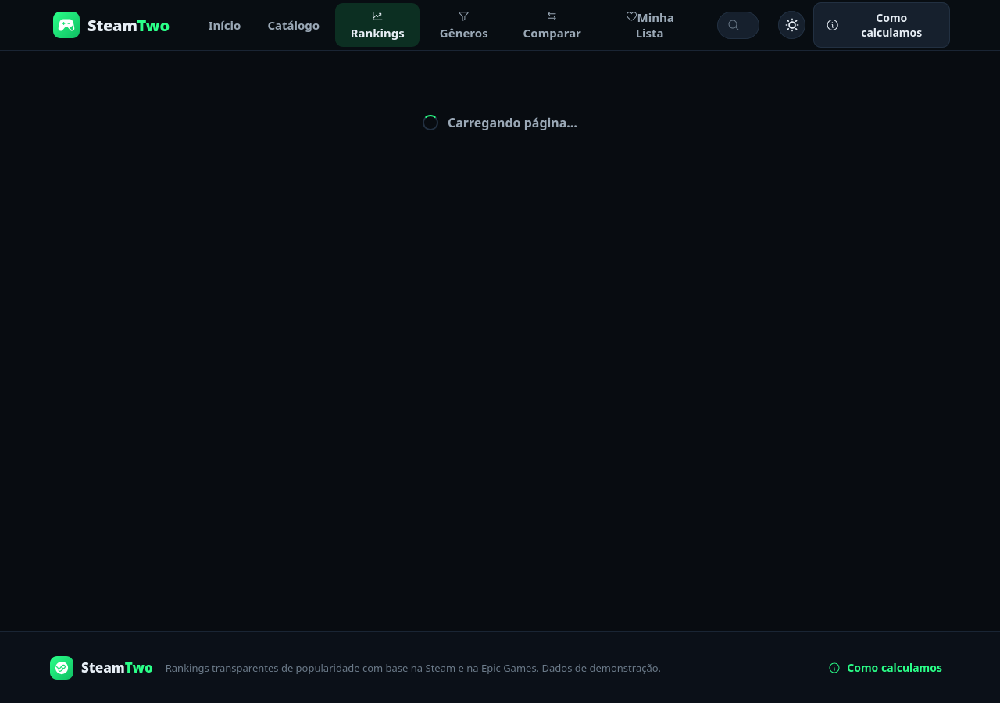 SteamTwo
Início
Catálogo
Rankings
Gêneros
Comparar
Minha
Lista
Como
calculamos
Carregando página...
SteamTwo
Rankings transparentes de popularidade com base na Steam e na Epic Games. Dados de demonstração.
Como calculamos